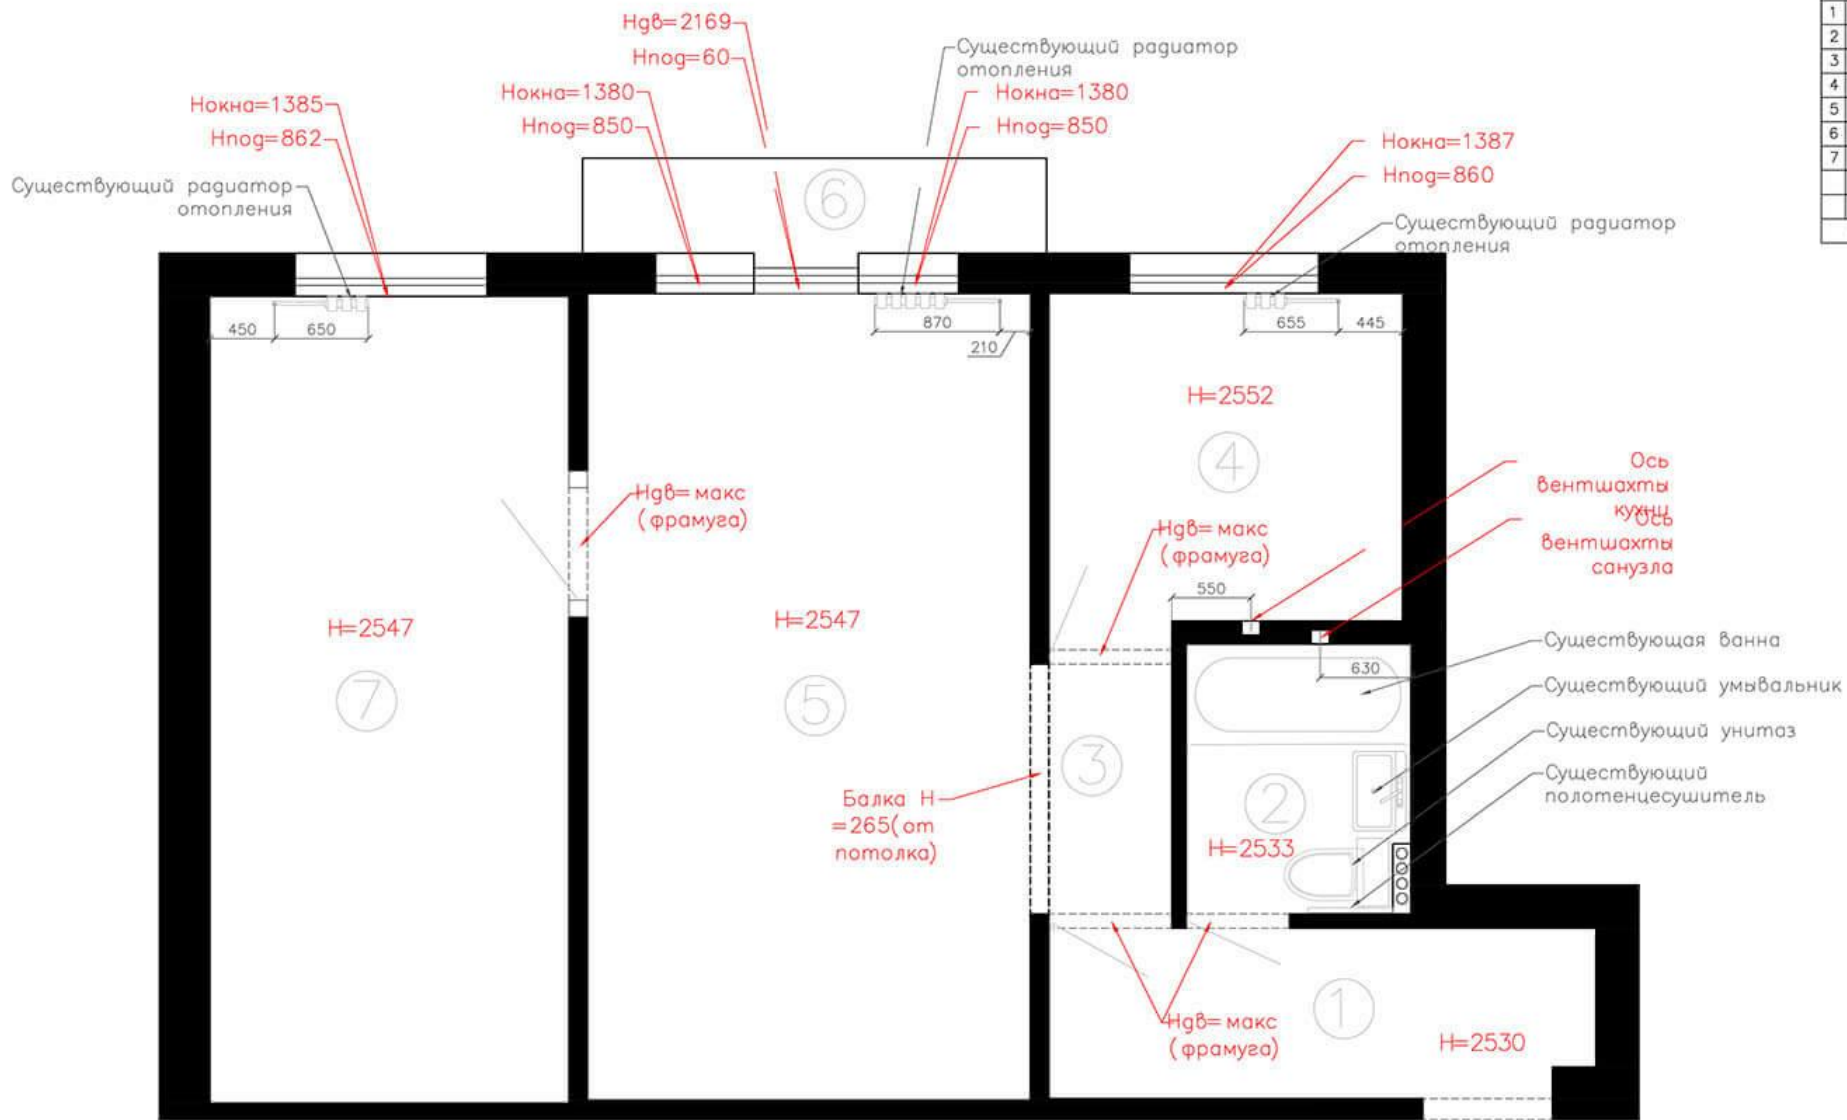 1
2
3
4
5
6
7
Hдв=2169
Hпод=60
Существующий радиатор
отопления
Hокна=1385
Hпод=862
Hокна=1380
Hпод=850
Hокна=1380
Hпод=850
Hокна=1387
Hпод=860
Существующий радиатор
отопления
Существующий радиатор
отопления
6
450
650
870
210
655
445
H=2552
4
Ось
вентшахты
кухни
Ось
вентшахты
санузла
Hдв= макс
(фрамуга)
Hдв= макс
(фрамуга)
550
H=2547
H=2547
7
5
630
Существующая ванна
Существующий умывальник
Существующий унитаз
Существующий
полотенцесушитель
3
2
H=2533
Балка H
=265(от
потолка)
1
Hдв= макс
(фрамуга)
H=2530